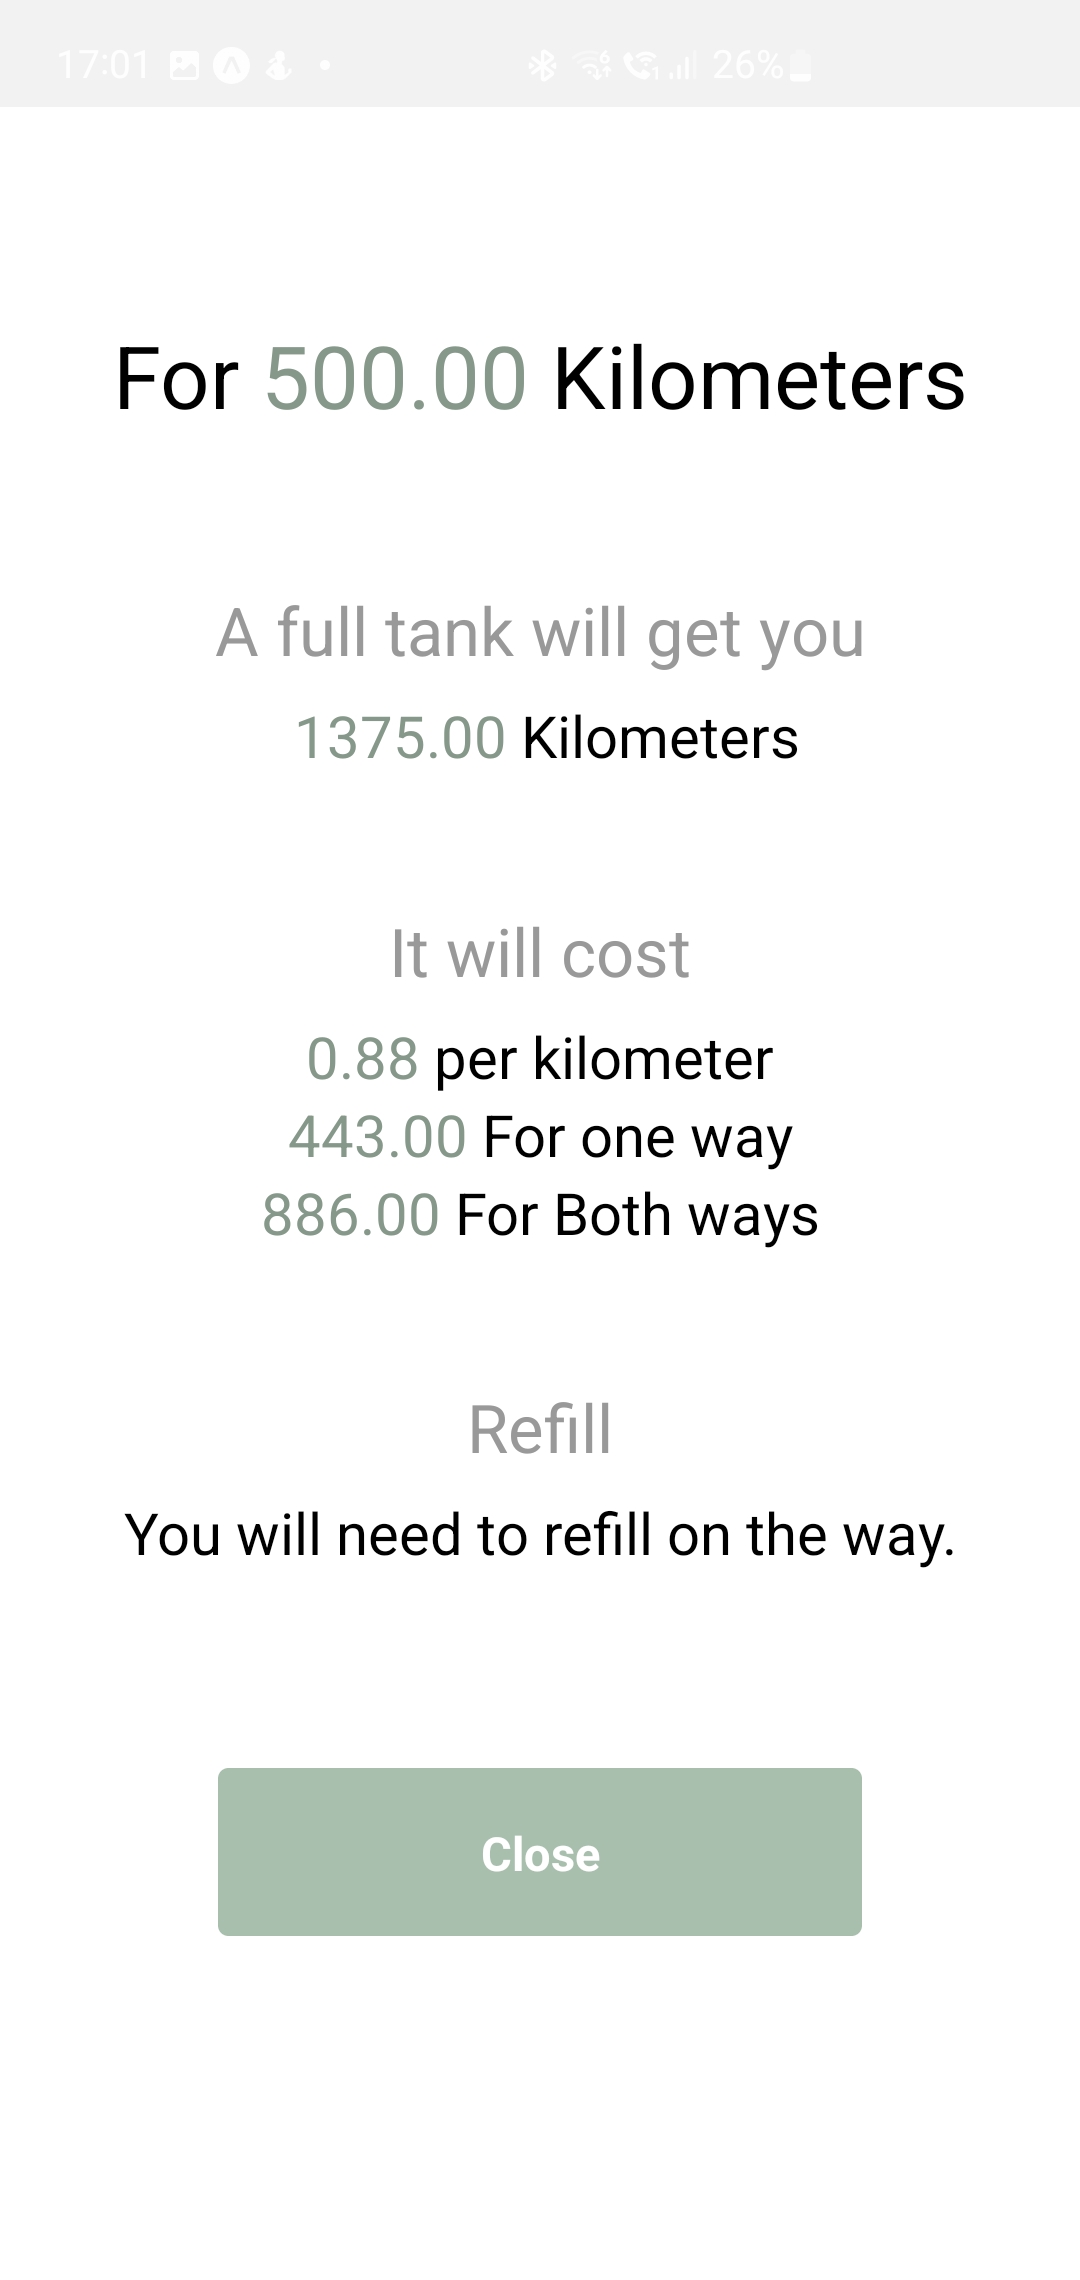 17:01 26%
For 500.00 Kilometers
A full tank will get you
1375.00 Kilometers
It will cost
0.88 per kilometer
443.00 For one way
886.00 For Both ways
Refill
You will need to refill on the way.
Close